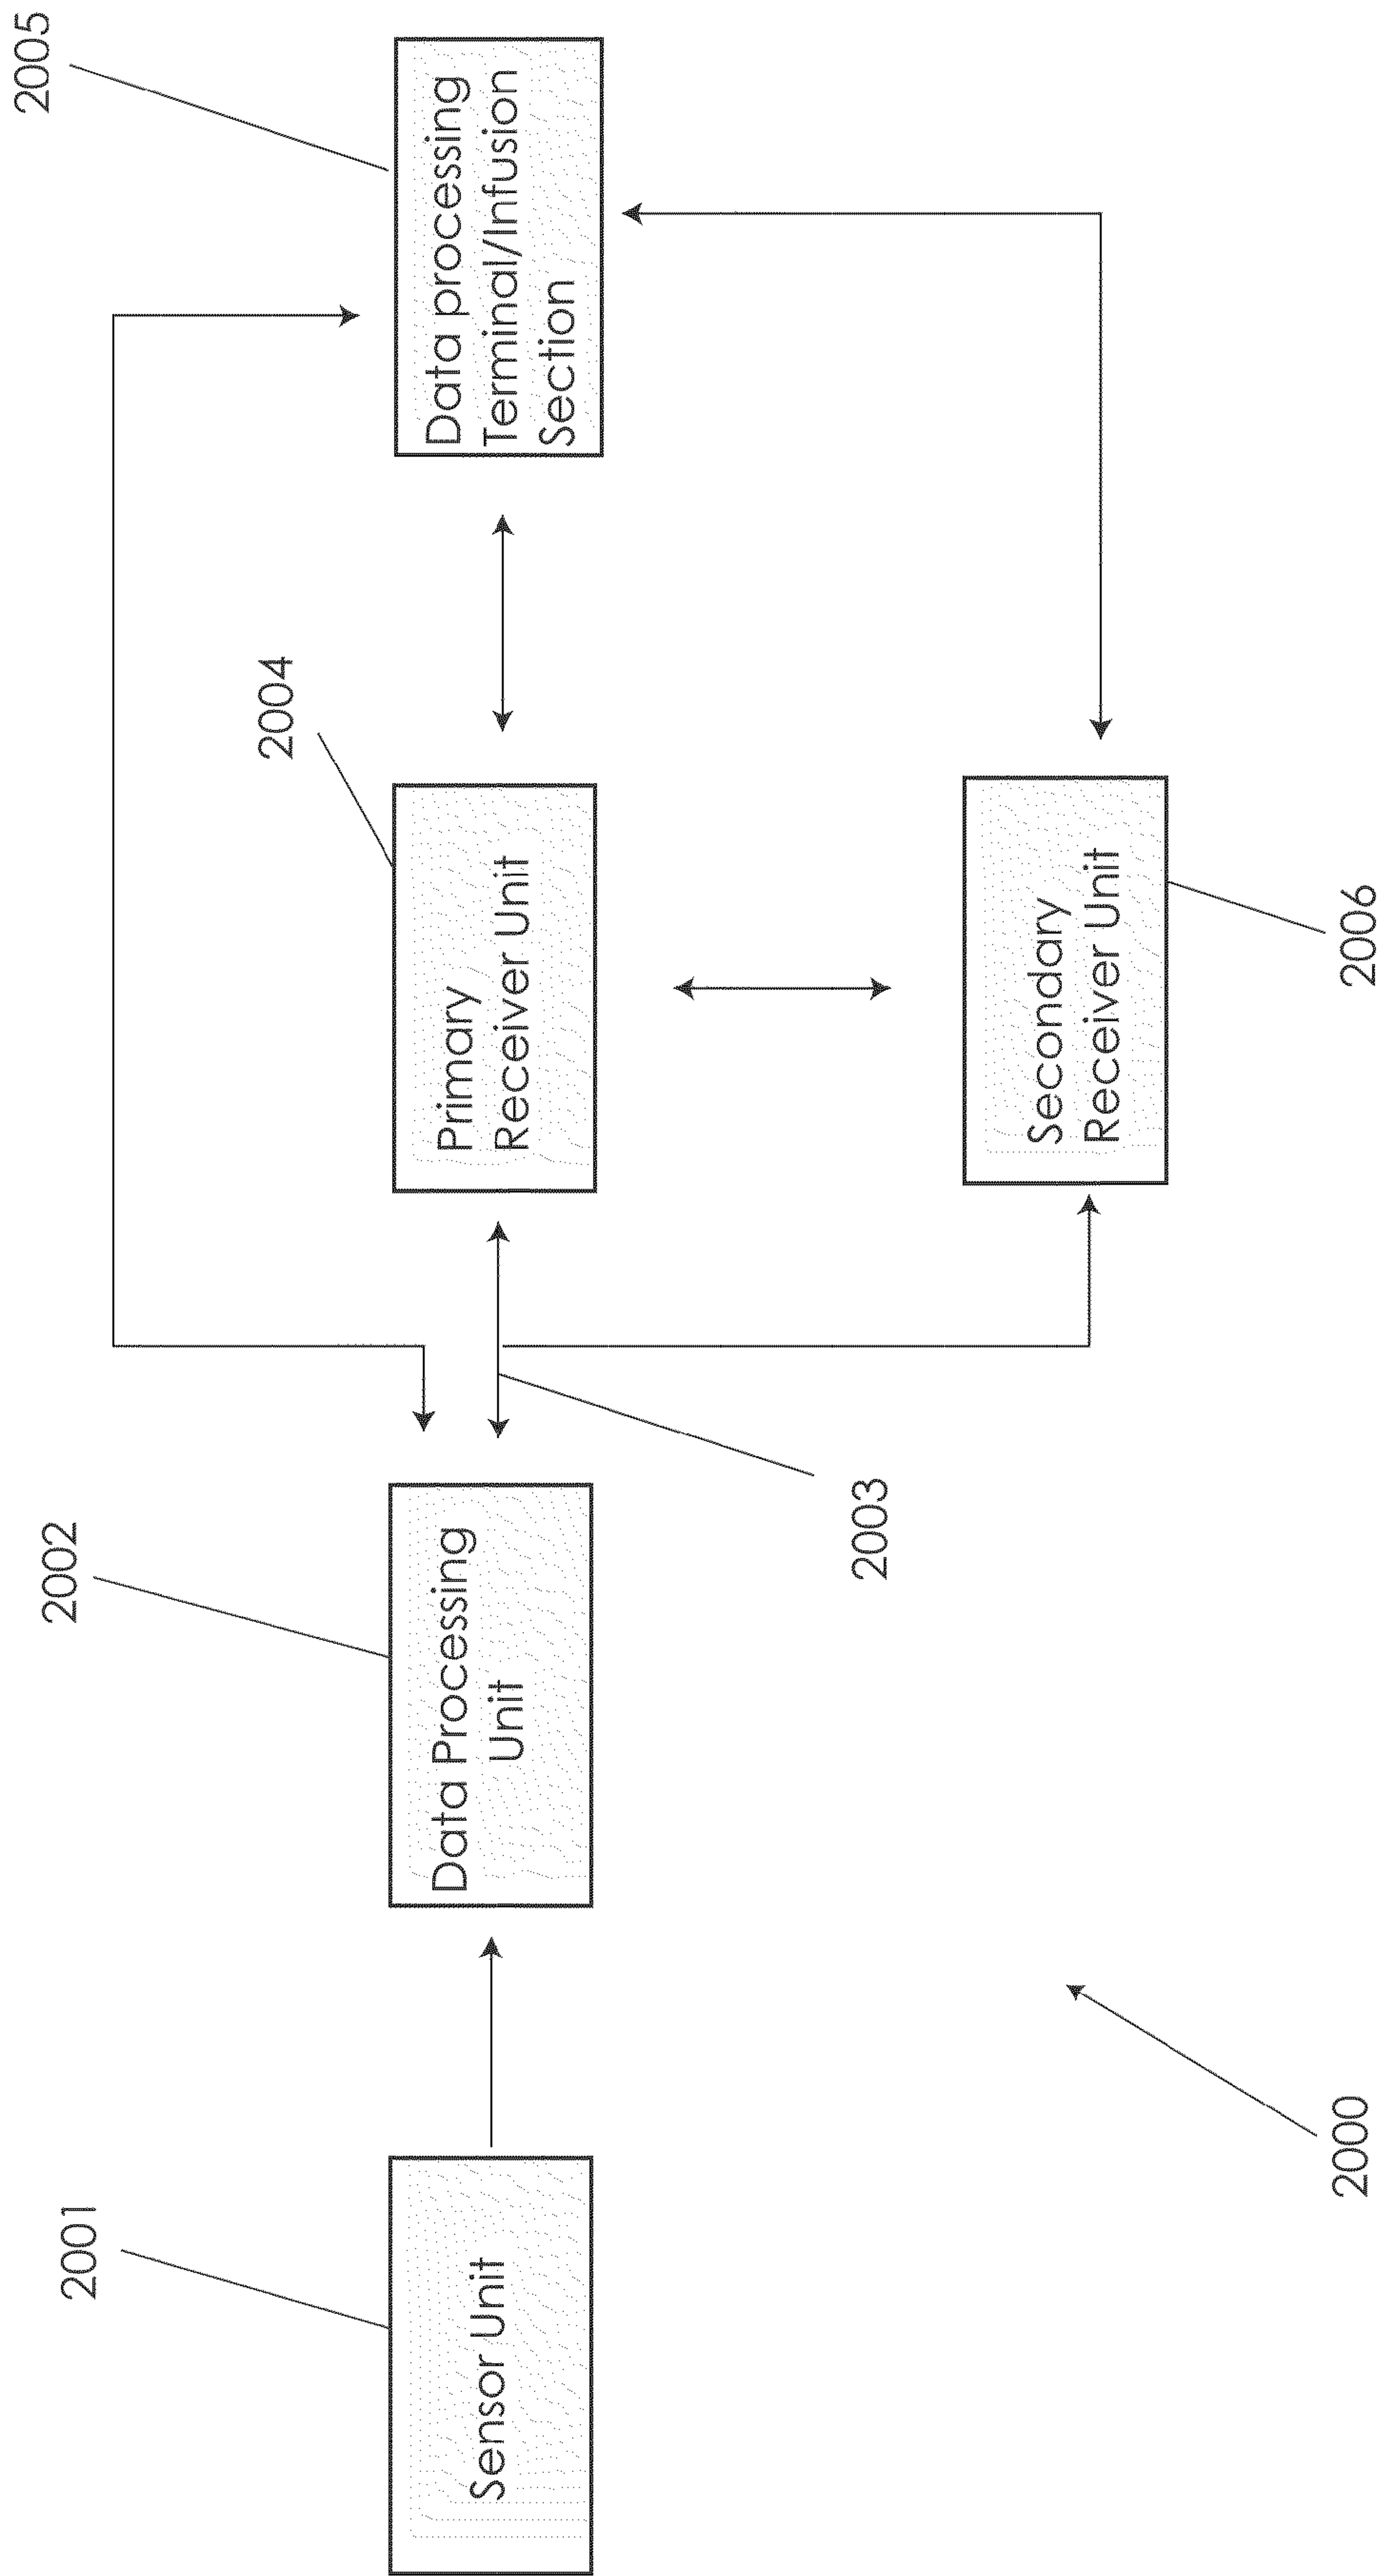 2001
Sensor Unit
2002
Data Processing
Unit
2003
2004
Primary
Receiver Unit
2005
Data processing
Terminal/Infusion
Section
Secondary
Receiver Unit
2006
2000